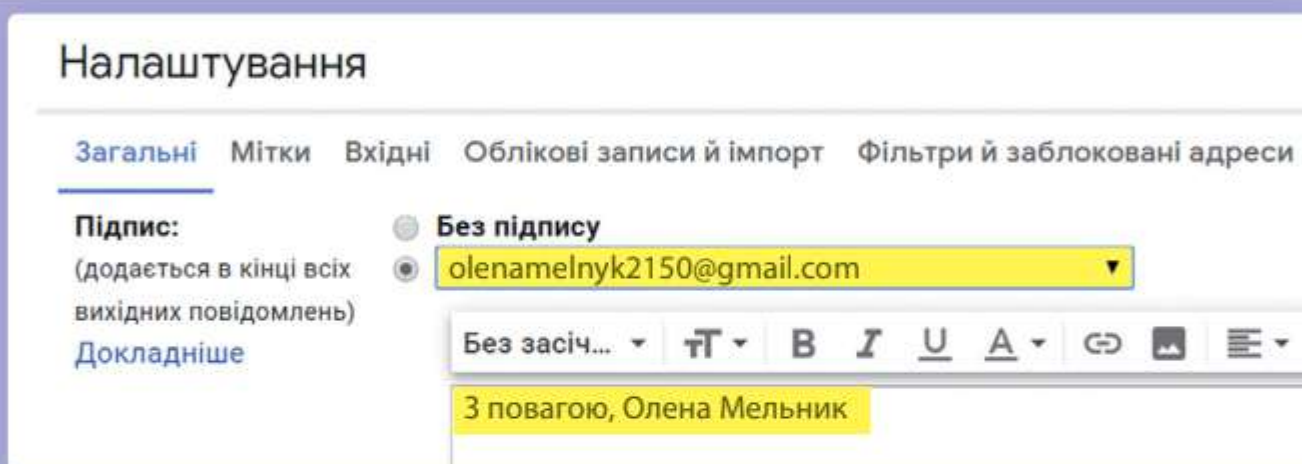 Налаштування
Загальні Мітки Вхідні Облікові записи й імпорт Фільтри й заблоковані адреси
Підпис: Без підпису
(додається в кінці всіх olenamelnyk2150@gmail.com
вихідних повідомлень)
Докладніше Без засіч... B I U A
З повагою, Олена Мельник